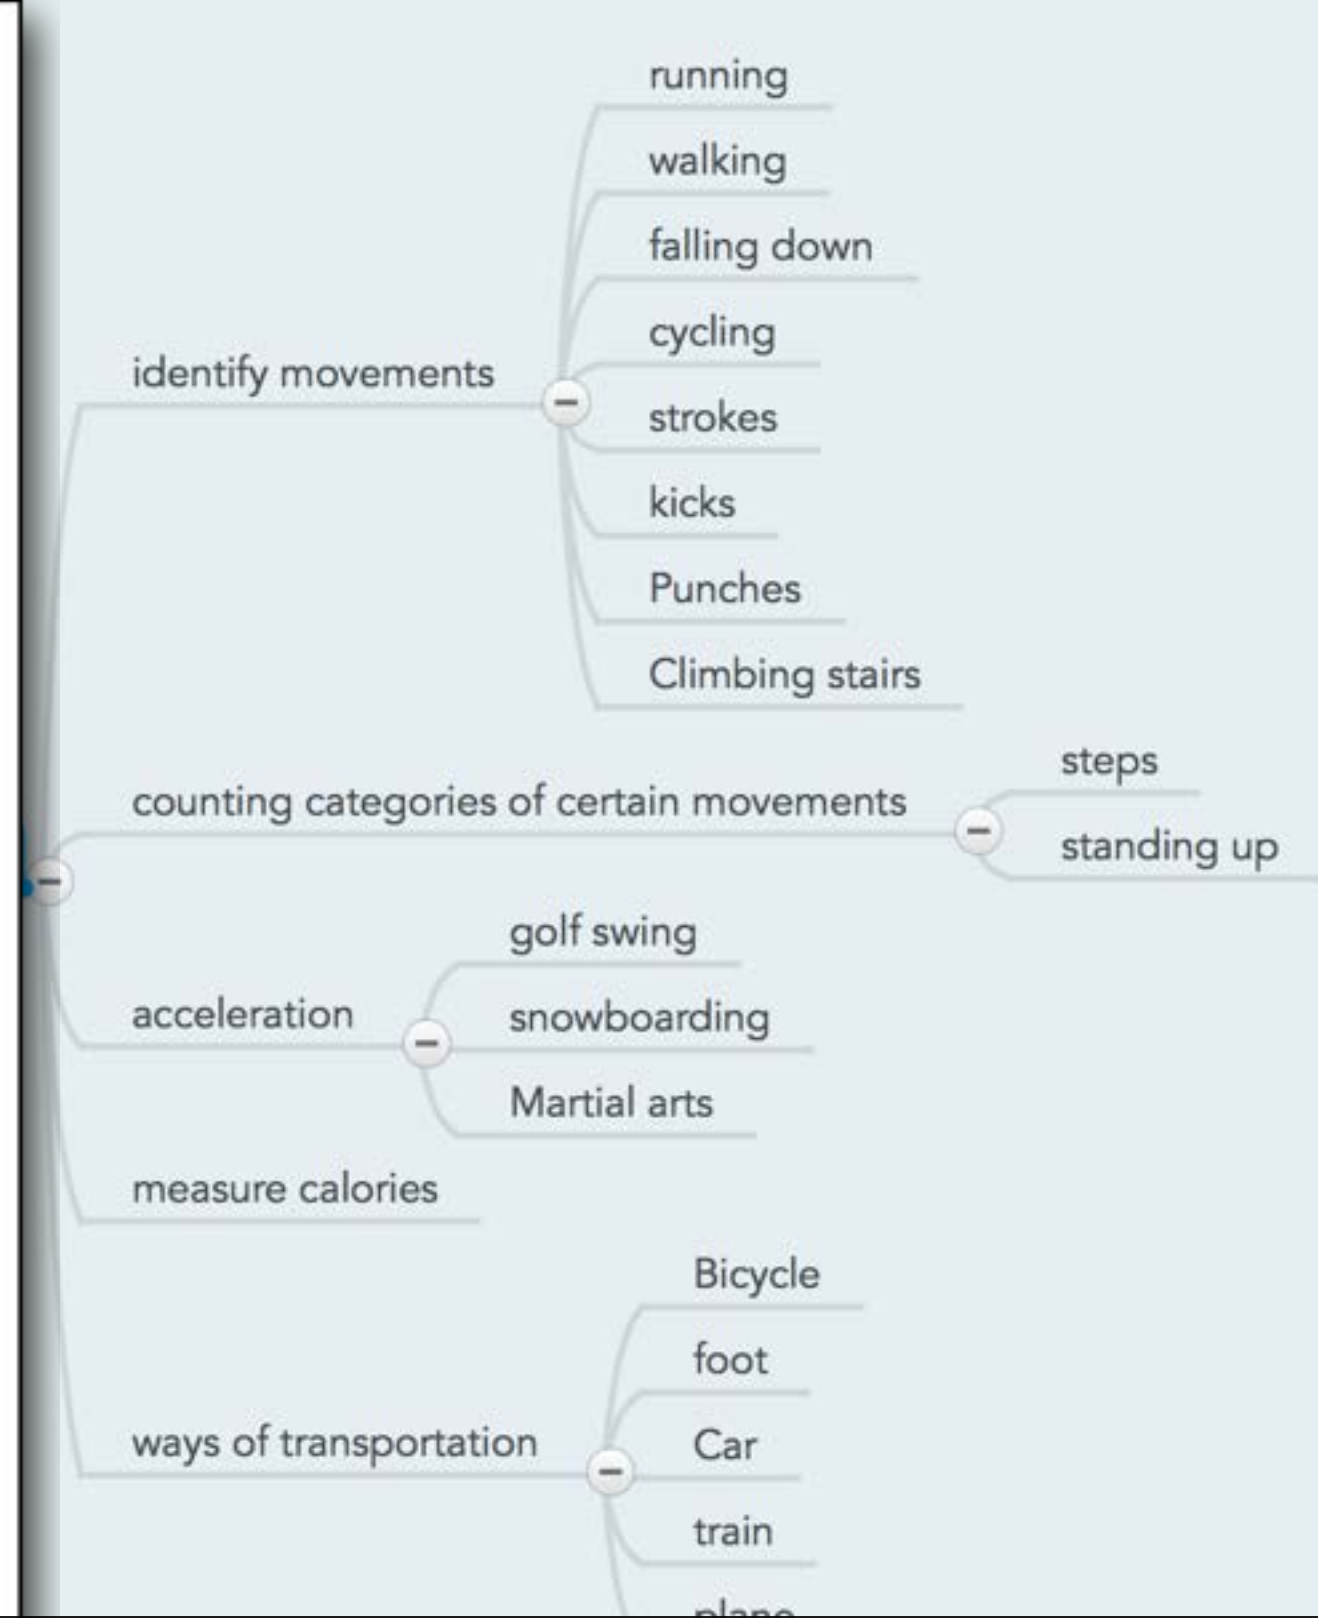 running
walking
falling down
cycling
identify movements
strokes
kicks
Punches
Climbing stairs
steps
counting categories of certain movements
standing up
golf swing
acceleration
snowboarding
Martial arts
measure calories
Bicycle
foot
ways of transportation
Car
train
plane